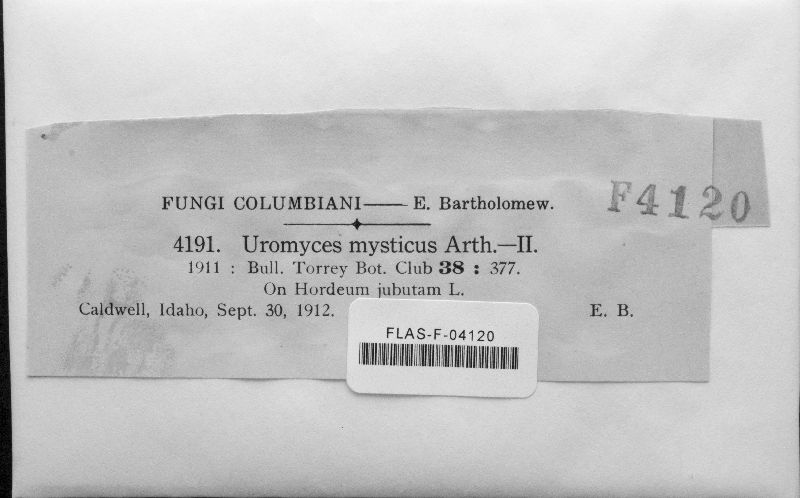 FUNGI COLUMBIANI—— E. Bartholomew.
F4120
4191. Uromyces mysticus Arth.—II.
1911 : Bull. Torrey Bot. Club 38 : 377.
On Hordeum jubutam L.
Caldwell, Idaho, Sept. 30, 1912. E. B.
FLAS-F-04120